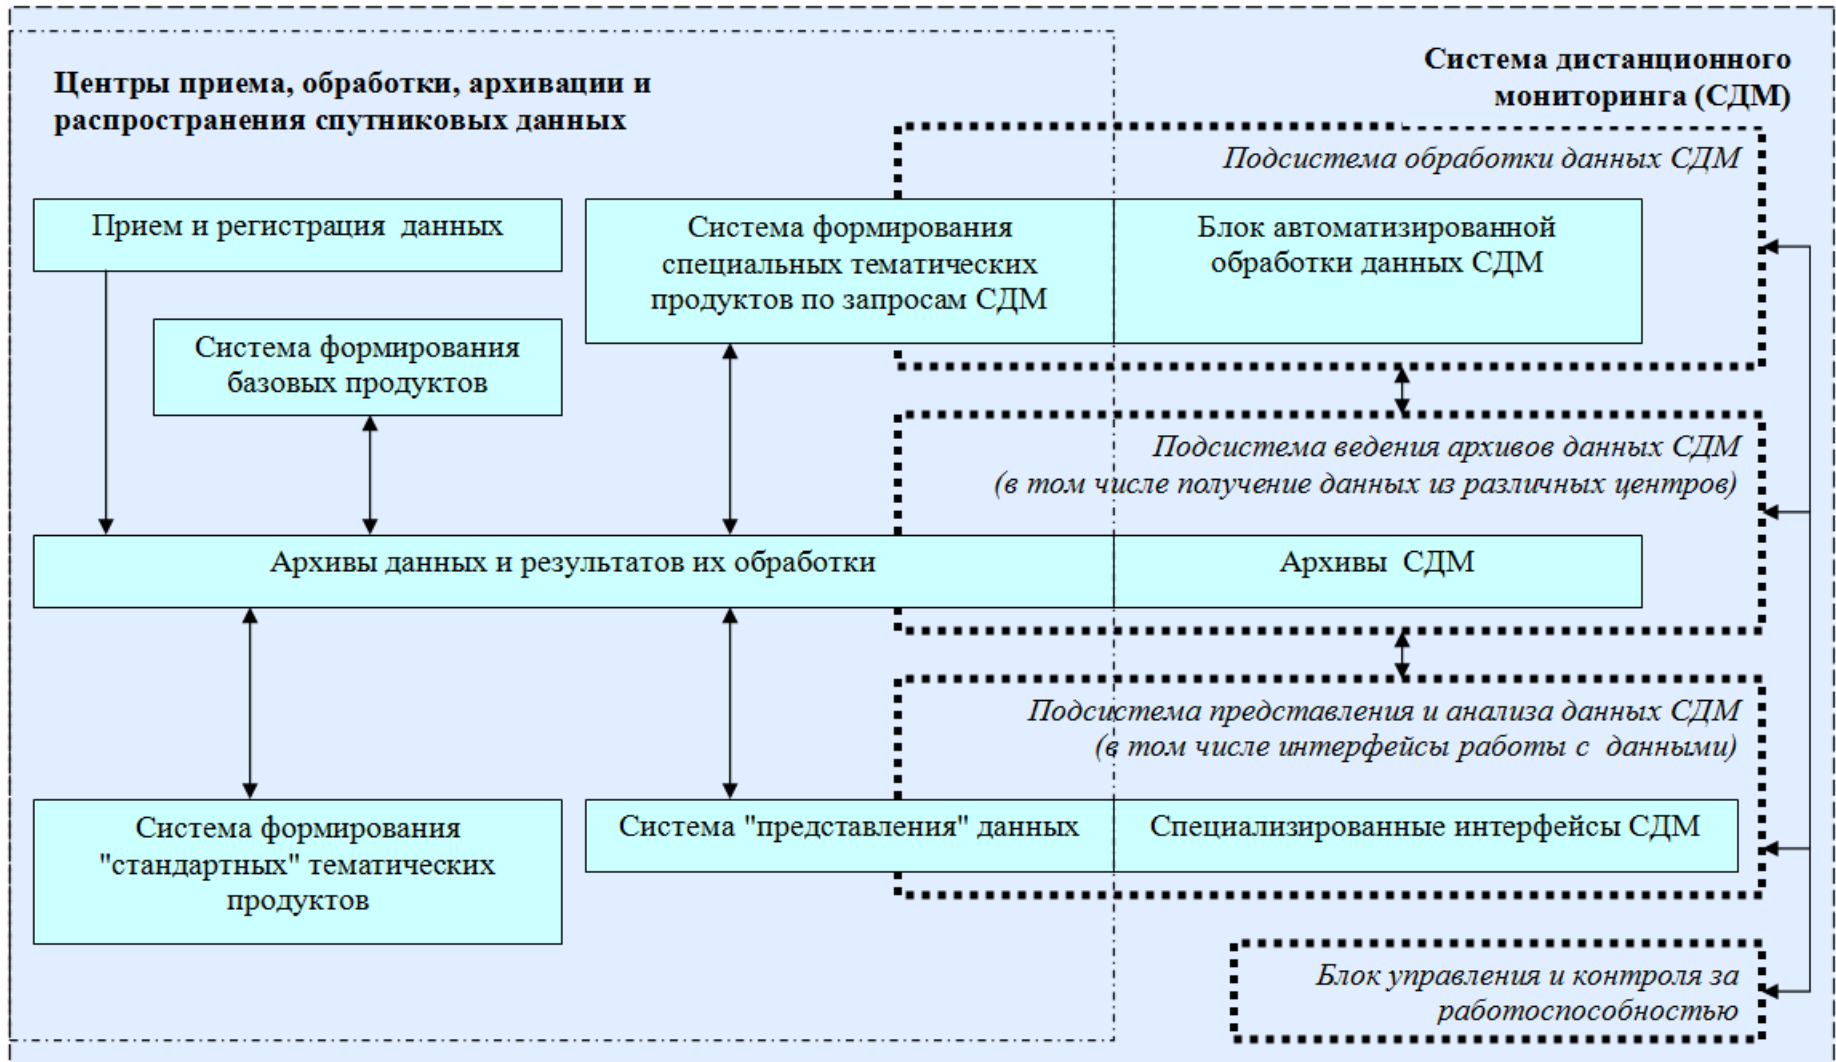 Центры приема, обработки, архивации и
распространения спутниковых данных
Система дистанционного
мониторинга (СДМ)
Подсистема обработки данных СДМ
Прием и регистрация данных
Система формирования
специальных тематических
продуктов по запросам СДМ
Блок автоматизированной
обработки данных СДМ
Система формирования
базовых продуктов
Подсистема ведения архивов данных СДМ
(в том числе получение данных из различных центров)
Архивы данных и результатов их обработки
Архивы СДМ
Подсистема представления и анализа данных СДМ
(в том числе интерфейсы работы с данными)
Система формирования
"стандартных" тематических
продуктов
Система "представления" данных
Специализированные интерфейсы СДМ
Блок управления и контроля за
работоспособностью